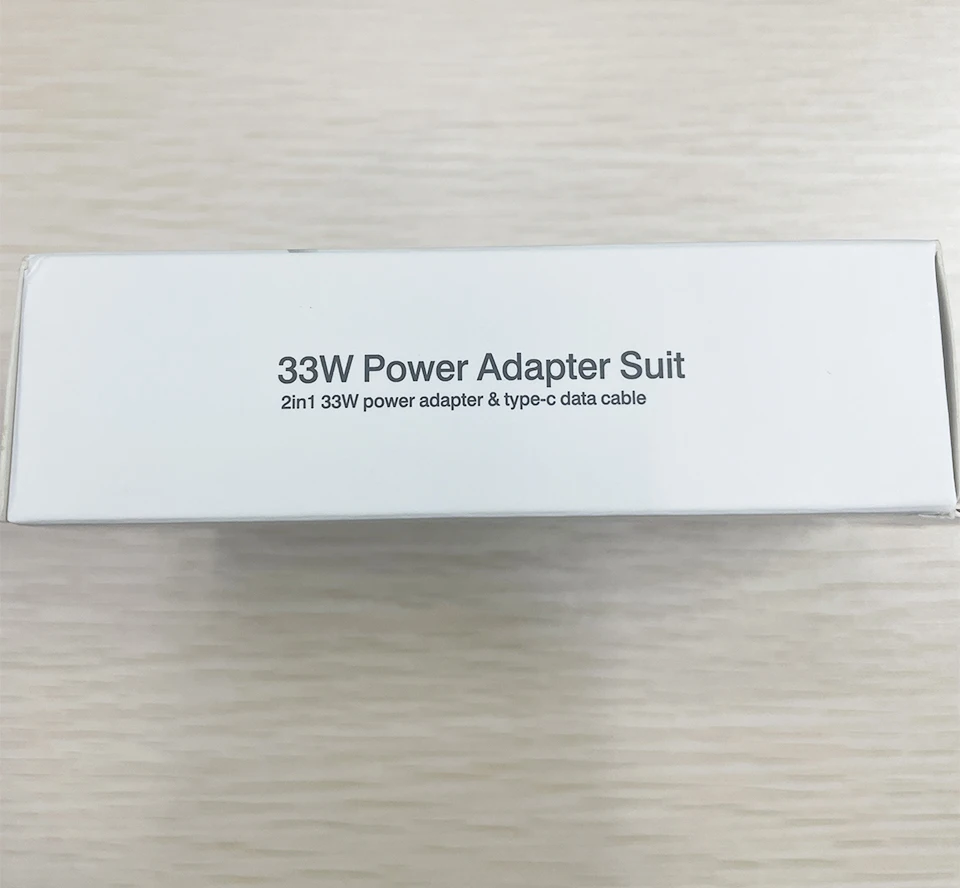 33W Power Adapter Suit
2in1 33W power adapter & type-c data cable